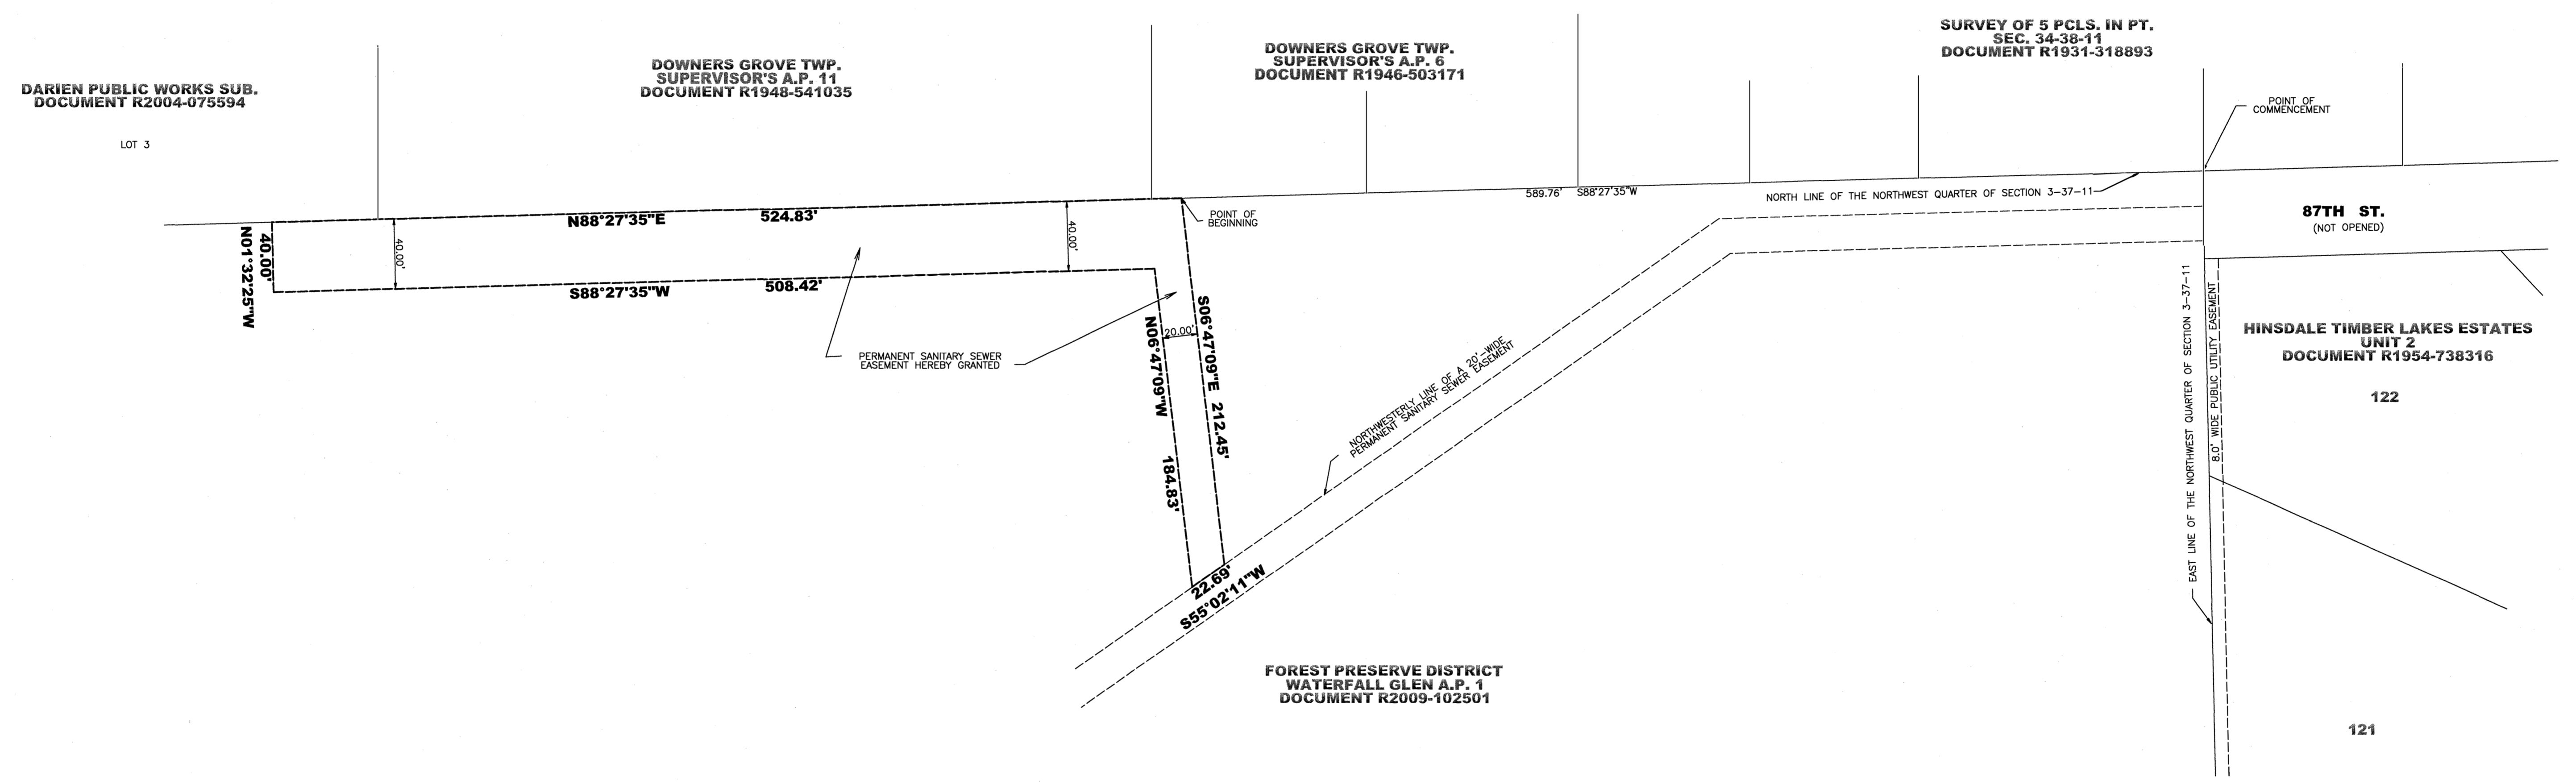 DARIEN PUBLIC WORKS SUB.
DOCUMENT R2004-075594
LOT 3
DOWNERS GROVE TWP.
SUPERVISOR'S A.P. 11
DOCUMENT R1948-541035
DOWNERS GROVE TWP.
SUPERVISOR'S A.P. 6
DOCUMENT R1946-503171
SURVEY OF 5 PCLS. IN PT.
SEC. 34-38-11
DOCUMENT R1931-318893
POINT OF
COMMENCEMENT
589.76' S88°27'35"W
NORTH LINE OF THE NORTHWEST QUARTER OF SECTION 3-37-11
87TH ST.
(NOT OPENED)
N88°27'35"E 524.83'
POINT OF
BEGINNING
40.00'
N01°32'25"W
40.00'
40.00'
S88°27'35"W 508.42'
PERMANENT SANITARY SEWER
EASEMENT HEREBY GRANTED
20.00'
S06°47'09"E 212.45'
N06°47'09"W 184.83'
22.69'
S55°02'11"W
NORTHWESTERLY LINE OF A 20'-WIDE
PERMANENT SANITARY SEWER EASEMENT
EAST LINE OF THE NORTHWEST QUARTER OF SECTION 3-37-11
8.0' WIDE PUBLIC UTILITY EASEMENT
HINSDALE TIMBER LAKES ESTATES
UNIT 2
DOCUMENT R1954-738316
122
FOREST PRESERVE DISTRICT
WATERFALL GLEN A.P. 1
DOCUMENT R2009-102501
121